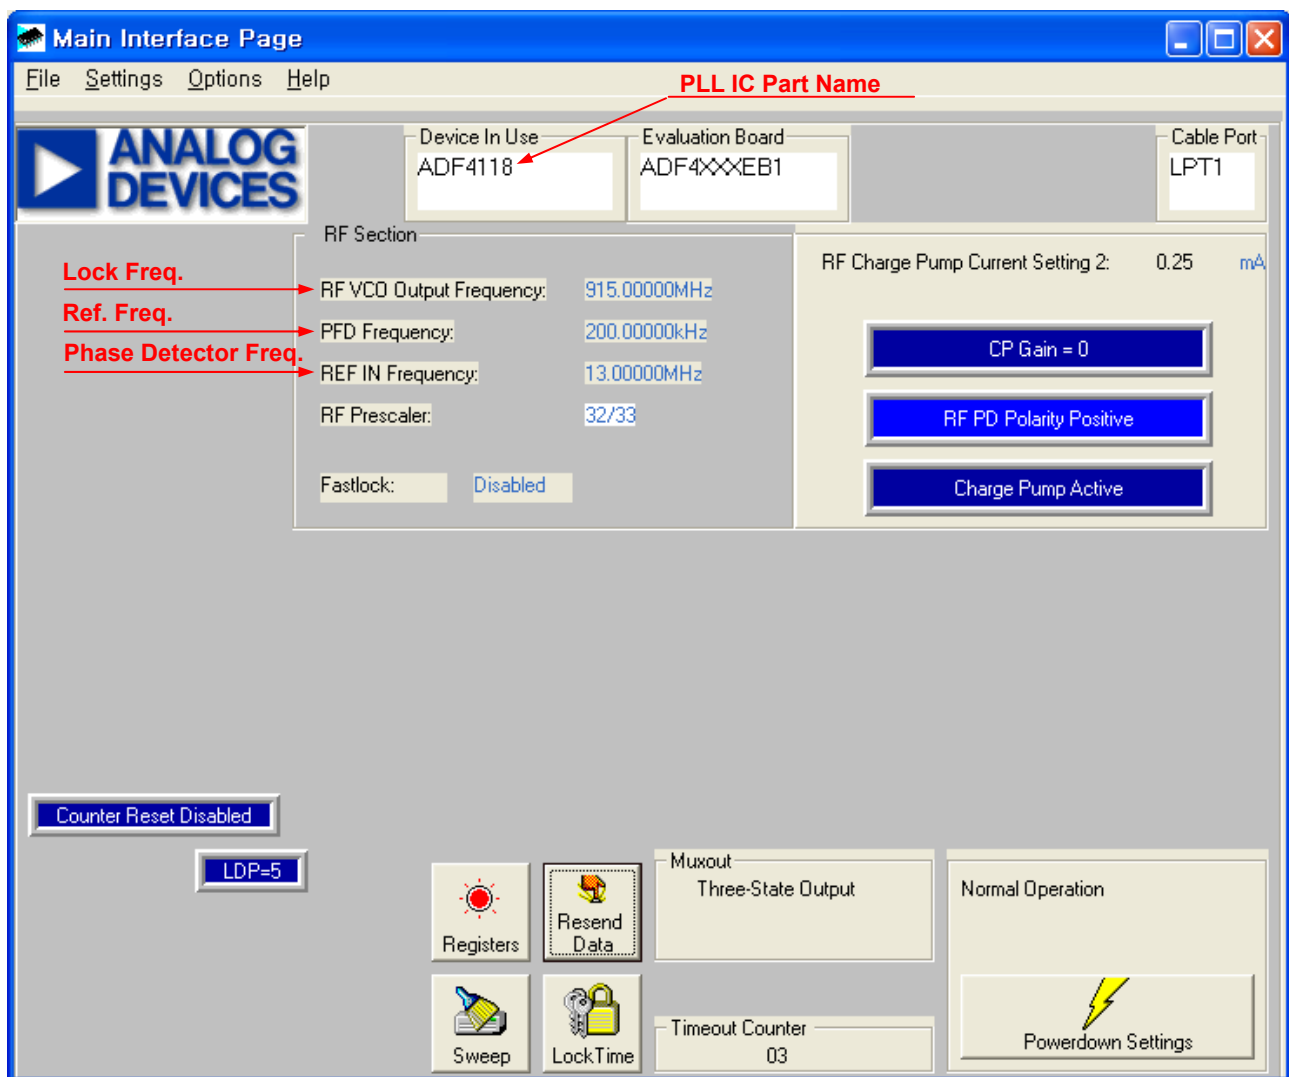 Main Interface Page
File Settings Options Help
PLL IC Part Name
ANALOG
DEVICES
Device In Use
ADF4118
Evaluation Board
ADF4XXXEB1
Cable Port
LPT1
RF Section
Lock Freq.
RF VCO Output Frequency: 915.00000MHz
Ref. Freq.
PFD Frequency: 200.00000kHz
Phase Detector Freq.
REF IN Frequency: 13.00000MHz
RF Prescaler: 32/33
Fastlock: Disabled
RF Charge Pump Current Setting 2: 0.25 mA
CP Gain = 0
RF PD Polarity Positive
Charge Pump Active
Counter Reset Disabled
LDP=5
Registers
Resend
Data
Sweep
LockTime
Muxout
Three-State Output
Timeout Counter
03
Normal Operation
Powerdown Settings